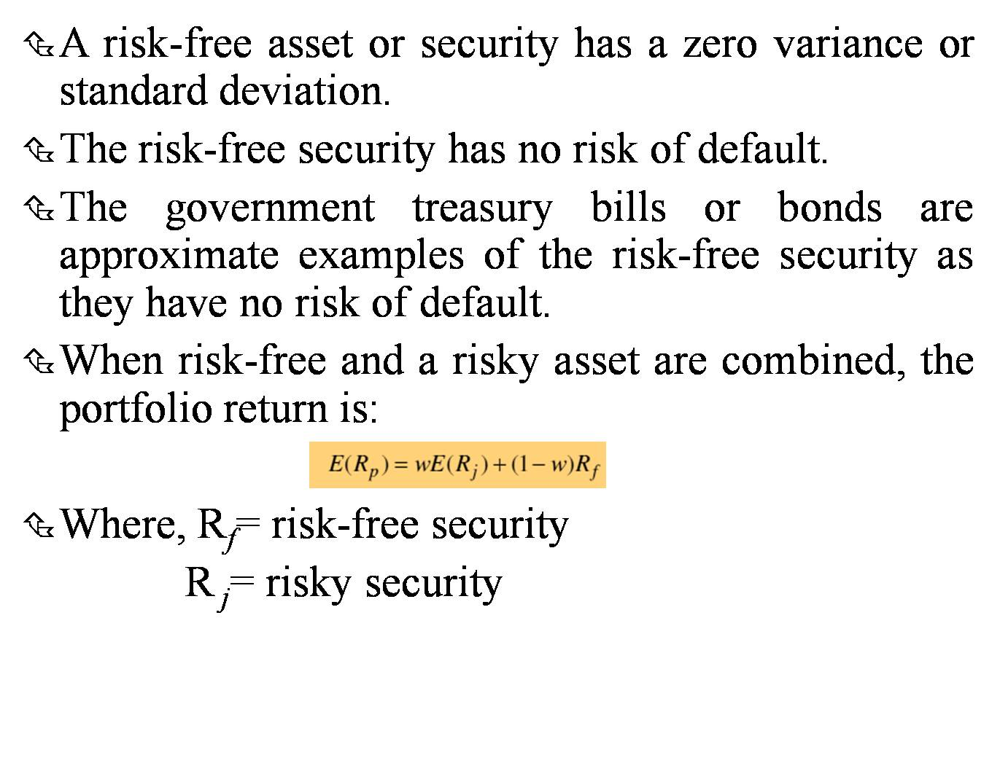 A risk-free asset or security has a zero variance or
standard deviation.
The risk-free security has no risk of default.
The government treasury bills or bonds are
approximate examples of the risk-free security as
they have no risk of default.
When risk-free and a risky asset are combined, the
portfolio return is:
E(R_p) = wE(R_j) + (1 − w)R_f
Where, R_f= risk-free security
R_j= risky security